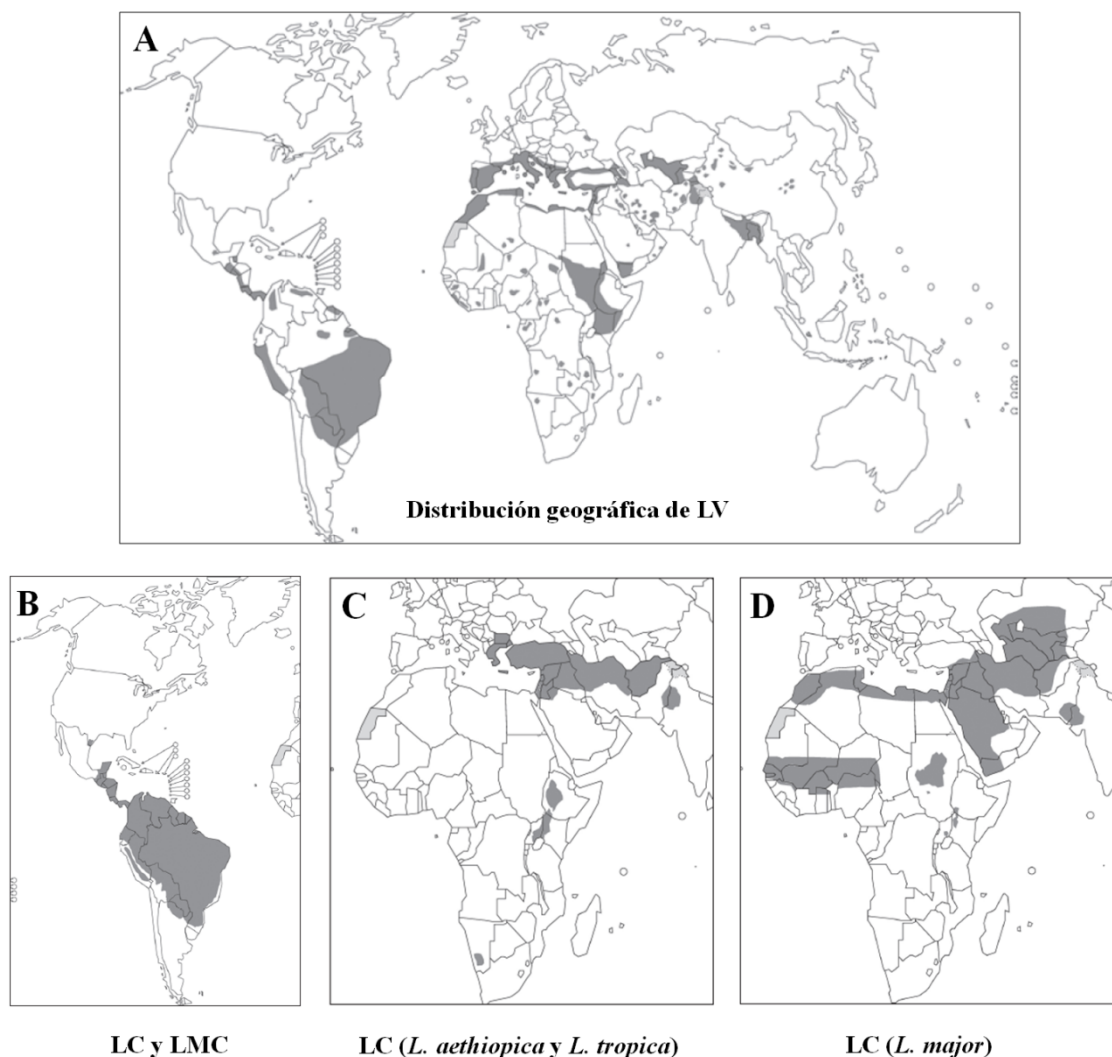 A
Distribución geográfica de LV
B
C
D
LC y LMC
LC (L. aethiopica y L. tropica)
LC (L. major)